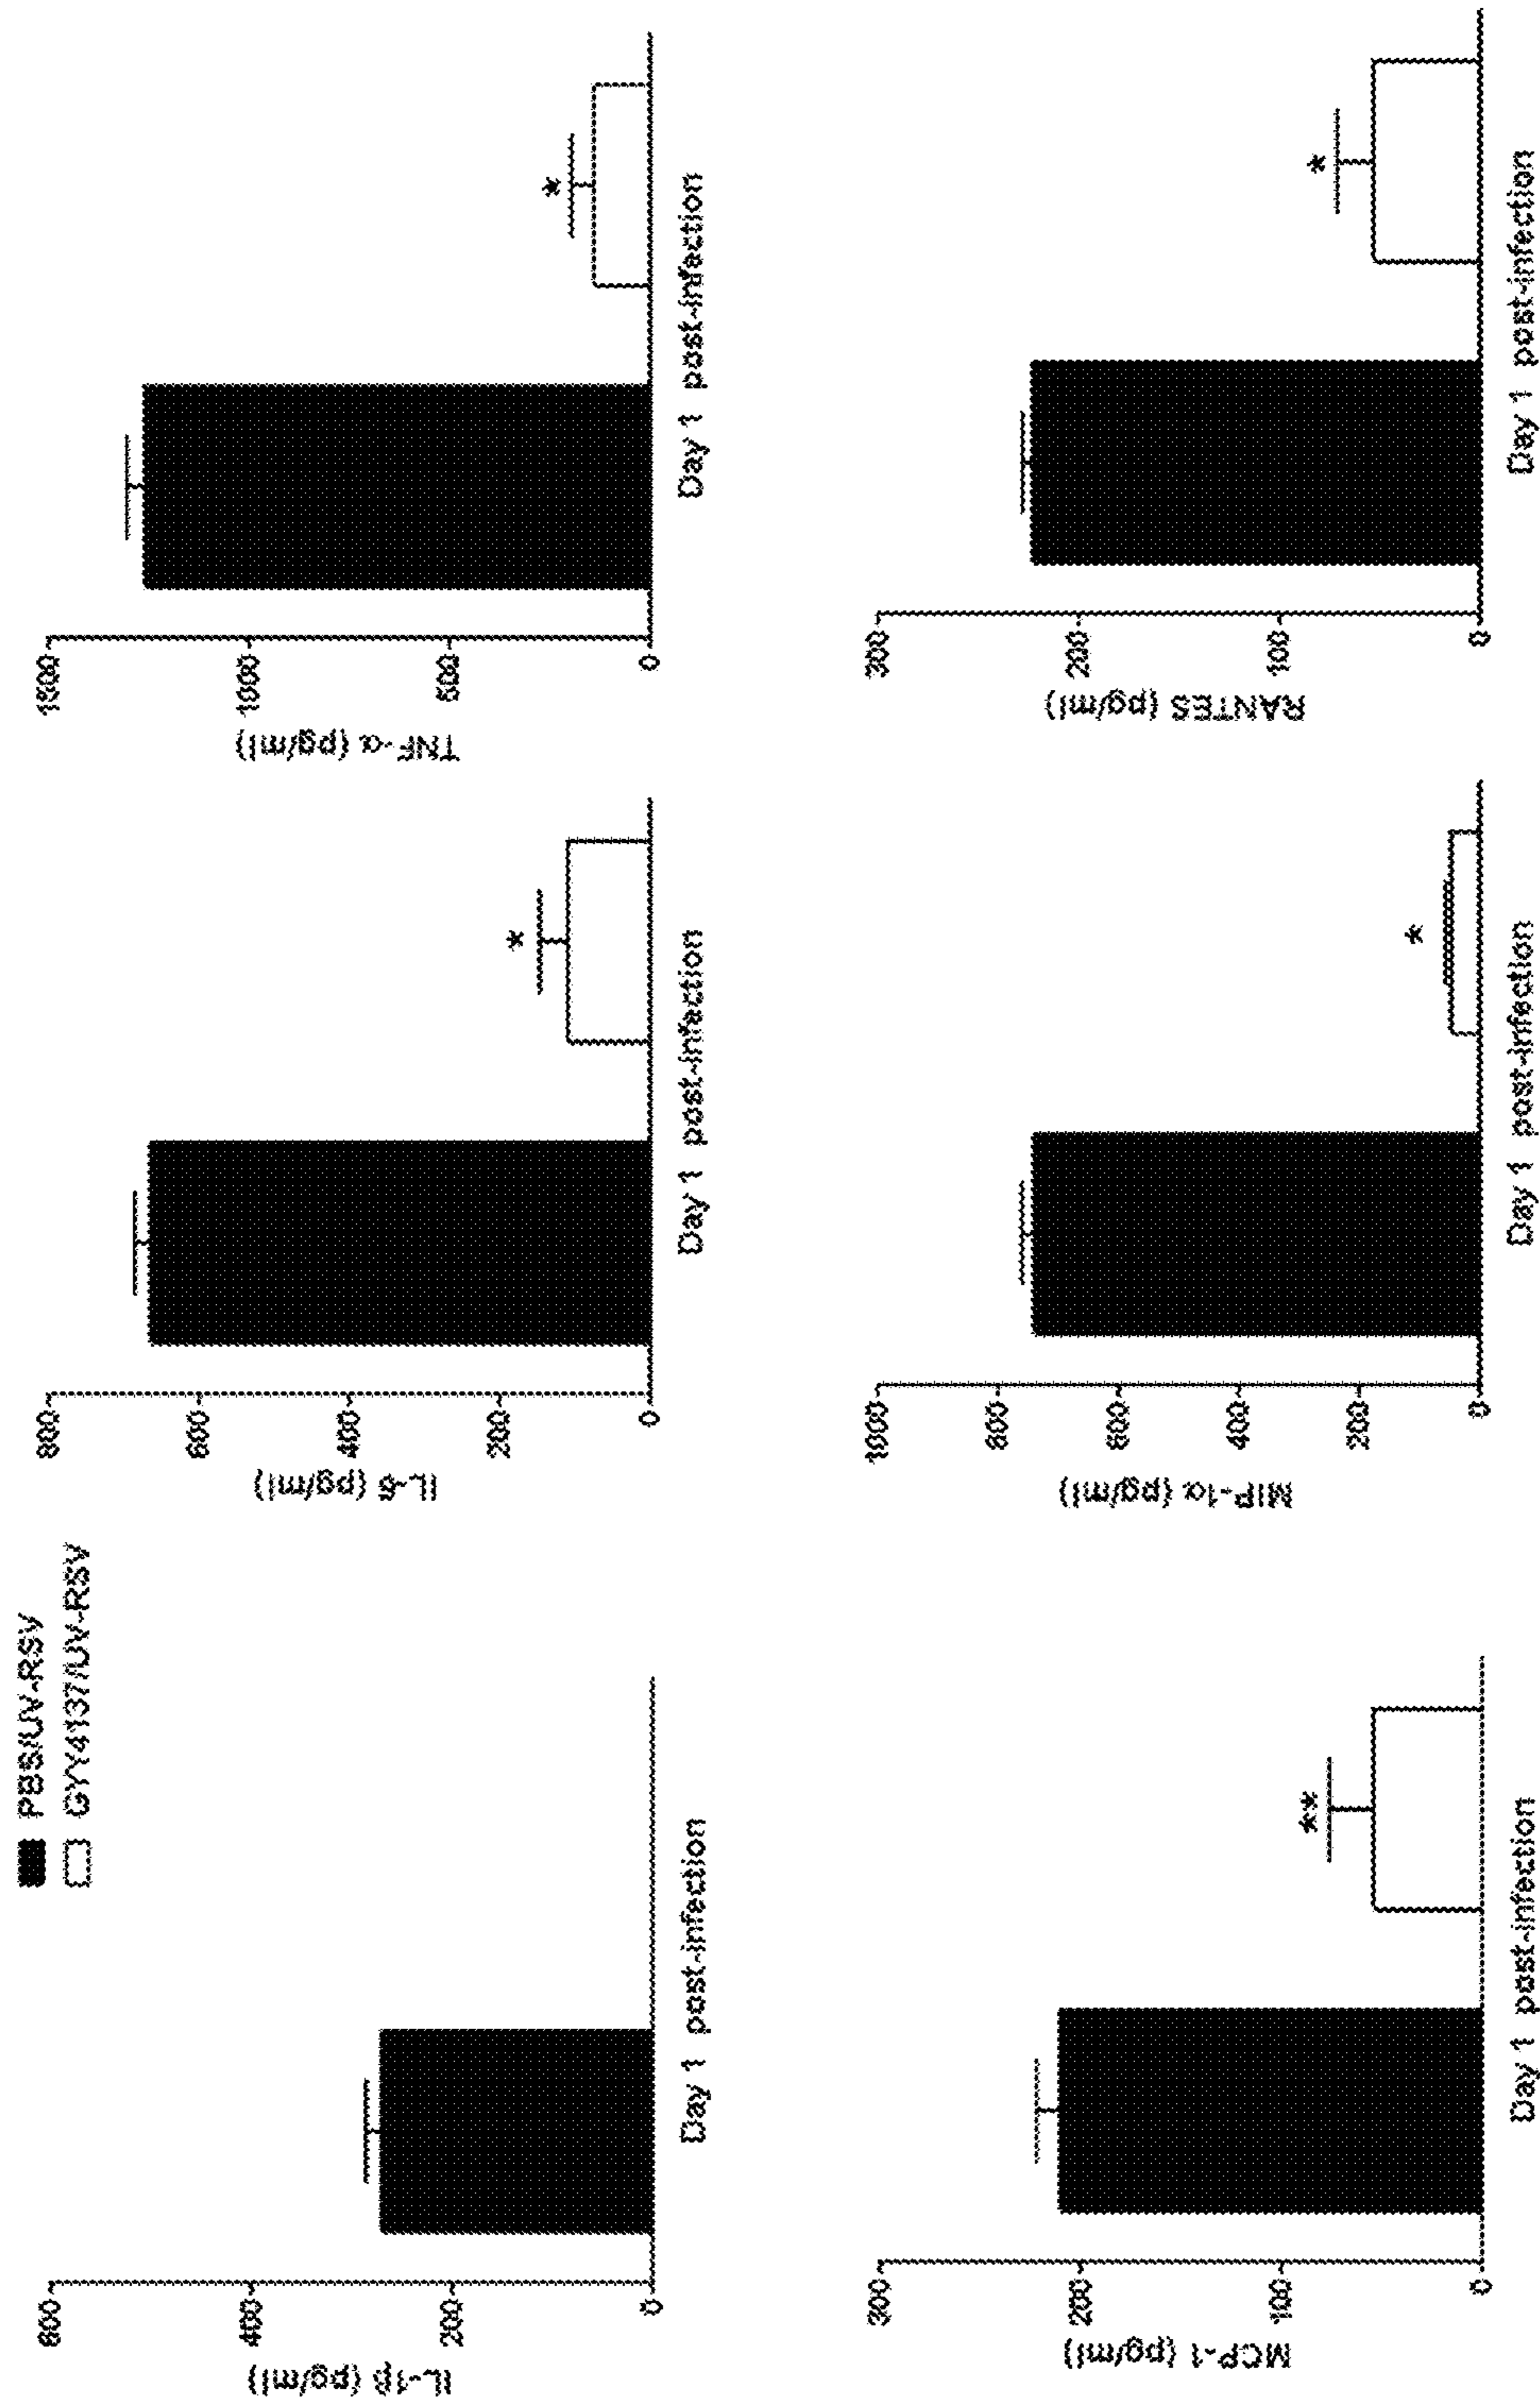 PBS/UV-RSV
GYY4137/UV-RSV
IL-1β (pg/ml)
600
400
200
0
Day 1 post-infection
IL-6 (pg/ml)
800
600
400
200
0
*
Day 1 post-infection
TNF-α (pg/ml)
1500
1000
500
0
*
Day 1 post-infection
MCP-1 (pg/ml)
300
200
100
0
**
Day 1 post-infection
MIP-1α (pg/ml)
1000
800
600
400
200
0
*
Day 1 post-infection
RANTES (pg/ml)
300
200
100
0
*
Day 1 post-infection